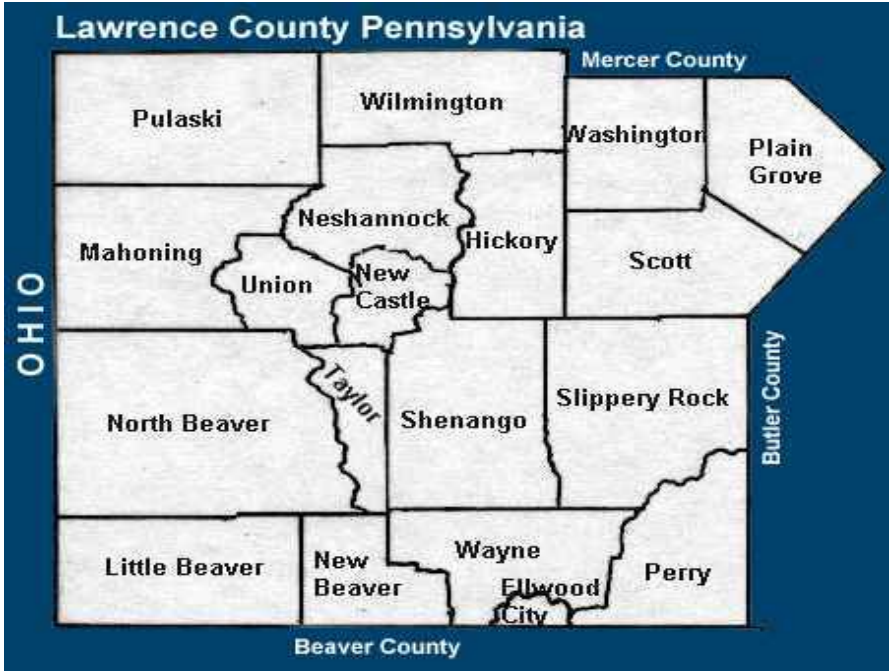 Lawrence County Pennsylvania
Mercer County
Wilmington
Pulaski
Washington
Plain
Grove
Neshannock
Hickory
Mahoning
Scott
Union
New
Castle
OHIO
Taylor
Slippery Rock
Butler County
North Beaver
Shenango
Wayne
Little Beaver
New
Beaver
Ellwood
City
Perry
Beaver County